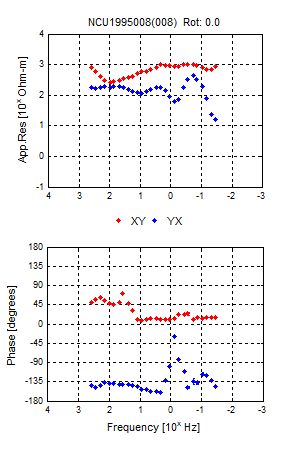 NCU1995008(008) Rot: 0.0
App.Res [10^x Ohm-m]
4
3
2
1
0
-1
4 3 2 1 0 -1 -2 -3
XY YX
Phase [degrees]
180
135
90
45
0
-45
-90
-135
-180
4 3 2 1 0 -1 -2 -3
Frequency [10^x Hz]